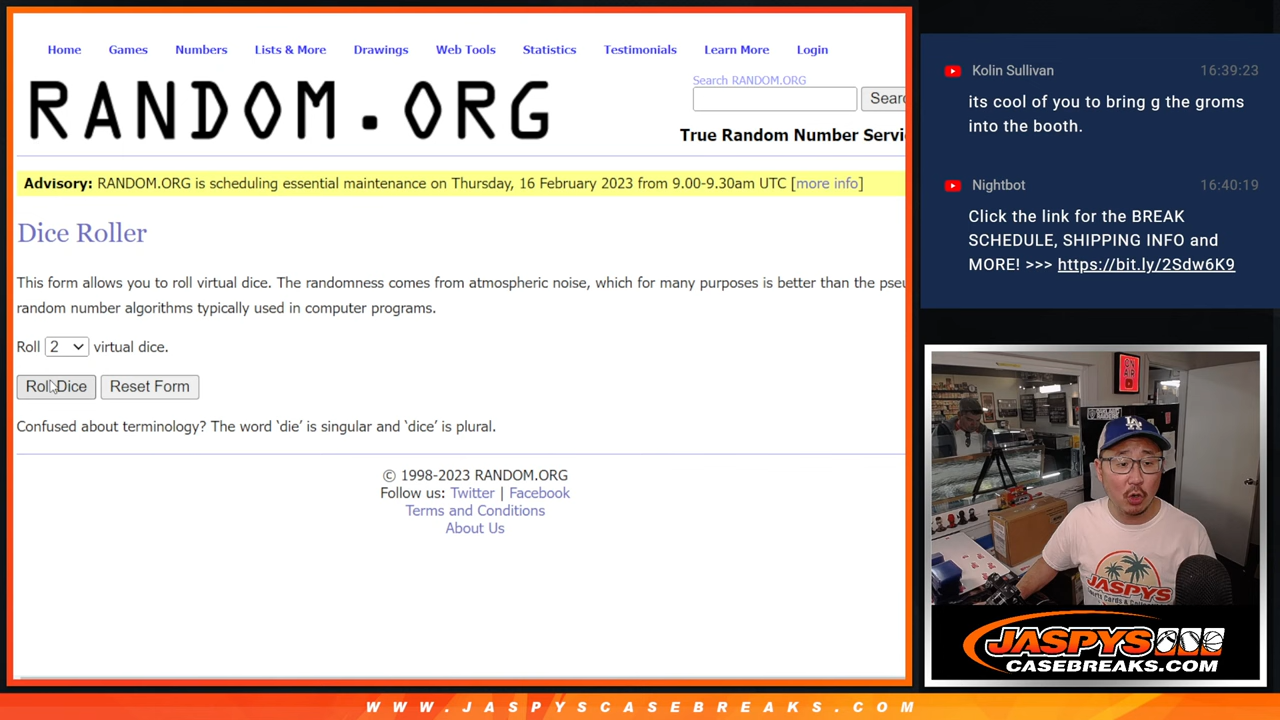 Home Games Numbers Lists & More Drawings Web Tools Statistics Testimonials Learn More Login
RANDOM.ORG
Search RANDOM.ORG
Sear
True Random Number Servi
Advisory: RANDOM.ORG is scheduling essential maintenance on Thursday, 16 February 2023 from 9.00-9.30am UTC [more info]
Dice Roller
This form allows you to roll virtual dice. The randomness comes from atmospheric noise, which for many purposes is better than the pseu
random number algorithms typically used in computer programs.
Roll 2 virtual dice.
Roll Dice Reset Form
Confused about terminology? The word ‘die’ is singular and ‘dice’ is plural.
© 1998-2023 RANDOM.ORG
Follow us: Twitter | Facebook
Terms and Conditions
About Us
Kolin Sullivan 16:39:23
its cool of you to bring g the groms
into the booth.
Nightbot 16:40:19
Click the link for the BREAK
SCHEDULE, SHIPPING INFO and
MORE! >>> https://bit.ly/2Sdw6K9
ON AIR
LA
JASPYS
JASPYS
CASEBREAKS.COM
WWW.JASPYSCASEBREAKS.COM